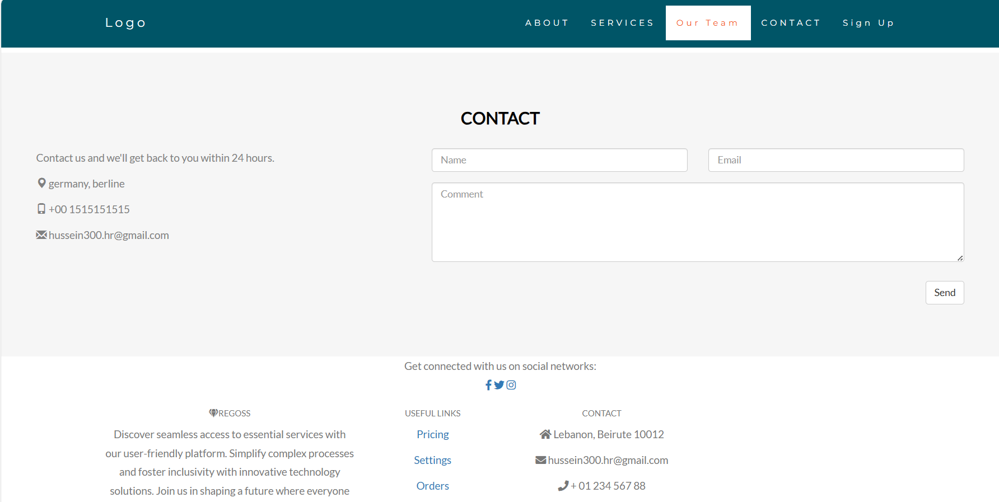 Logo
ABOUT SERVICES Our Team CONTACT Sign Up
CONTACT
Contact us and we'll get back to you within 24 hours.
germany, berline
+00 1515151515
hussein300.hr@gmail.com
Name Email
Comment
Send
Get connected with us on social networks:
REGOSS
Discover seamless access to essential services with
our user-friendly platform. Simplify complex processes
and foster inclusivity with innovative technology
solutions. Join us in shaping a future where everyone
USEFUL LINKS
Pricing
Settings
Orders
CONTACT
Lebanon, Beirute 10012
hussein300.hr@gmail.com
+ 01 234 567 88